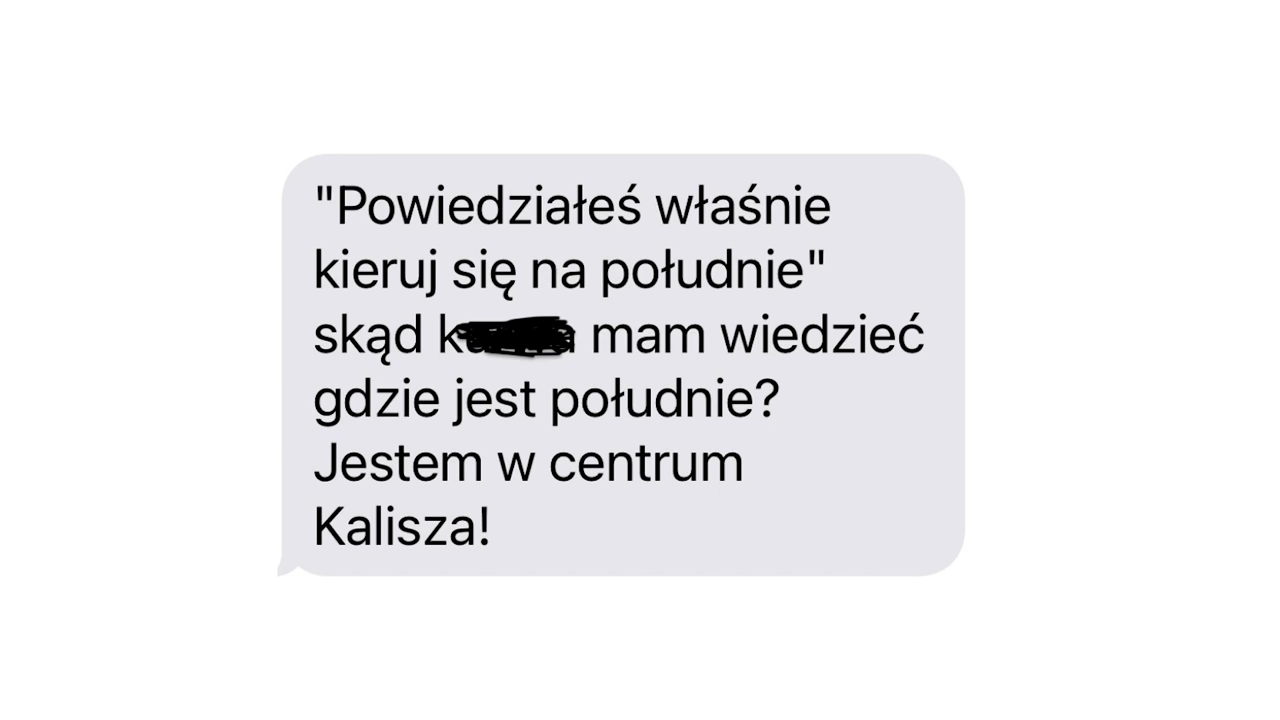 "Powiedziałeś właśnie
kieruj się na południe"
skąd mam wiedzieć
gdzie jest południe?
Jestem w centrum
Kalisza!